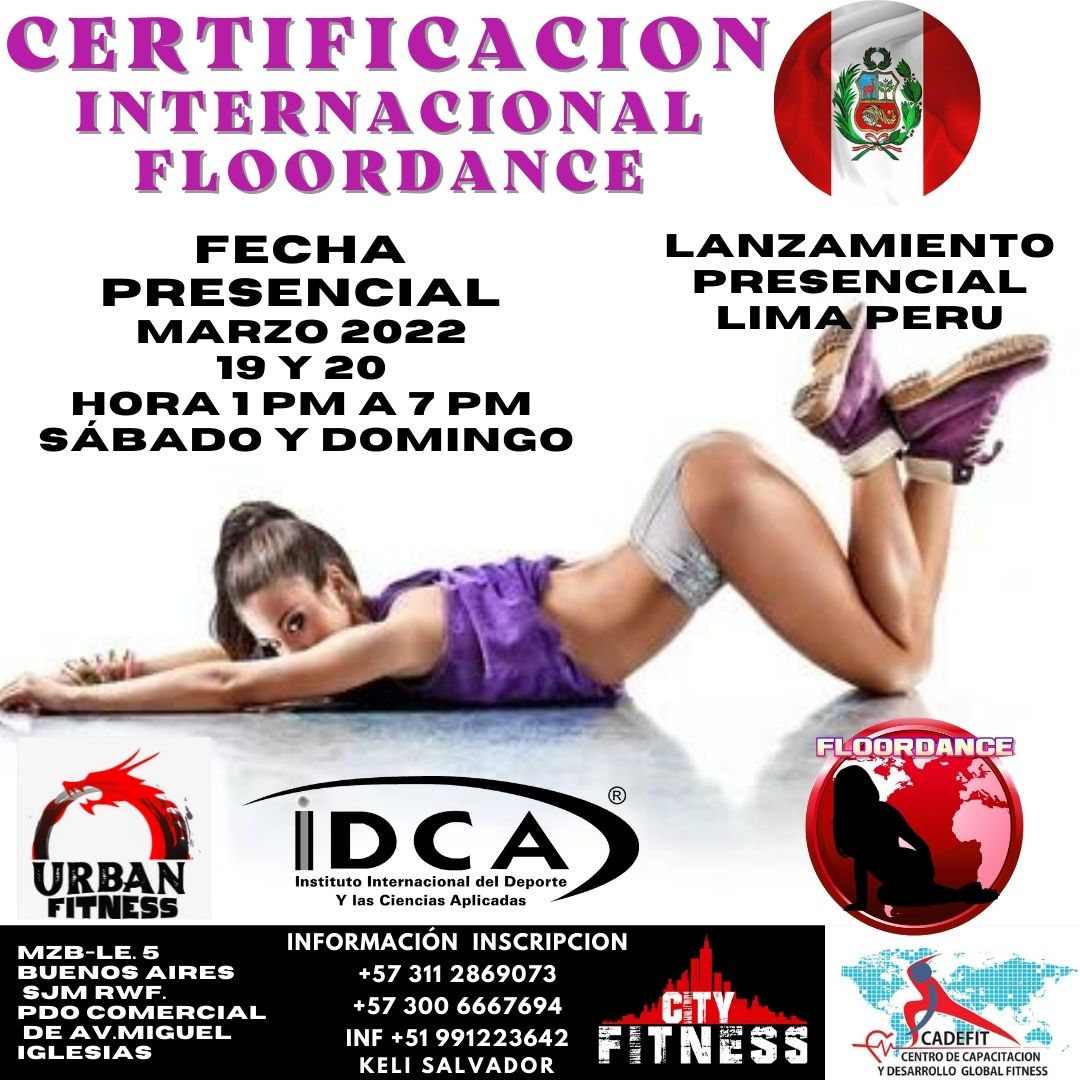 CERTIFICACION
INTERNACIONAL
FLOORDANCE
FECHA
PRESENCIAL
MARZO 2022
19 Y 20
HORA 1 PM A 7 PM
SÁBADO Y DOMINGO
LANZAMIENTO
PRESENCIAL
LIMA PERU
URBAN
FITNESS
iDCA ®
Instituto Internacional del Deporte
Y las Ciencias Aplicadas
FLOORDANCE
MZB-LE. 5
BUENOS AIRES
SJM RWF.
PDO COMERCIAL
DE AV.MIGUEL
IGLESIAS
INFORMACIÓN INSCRIPCION
+57 311 2869073
+57 300 6667694
INF +51 991223642
KELI SALVADOR
CITY
FITNESS
CADEFIT
CENTRO DE CAPACITACION
Y DESARROLLO GLOBAL FITNESS